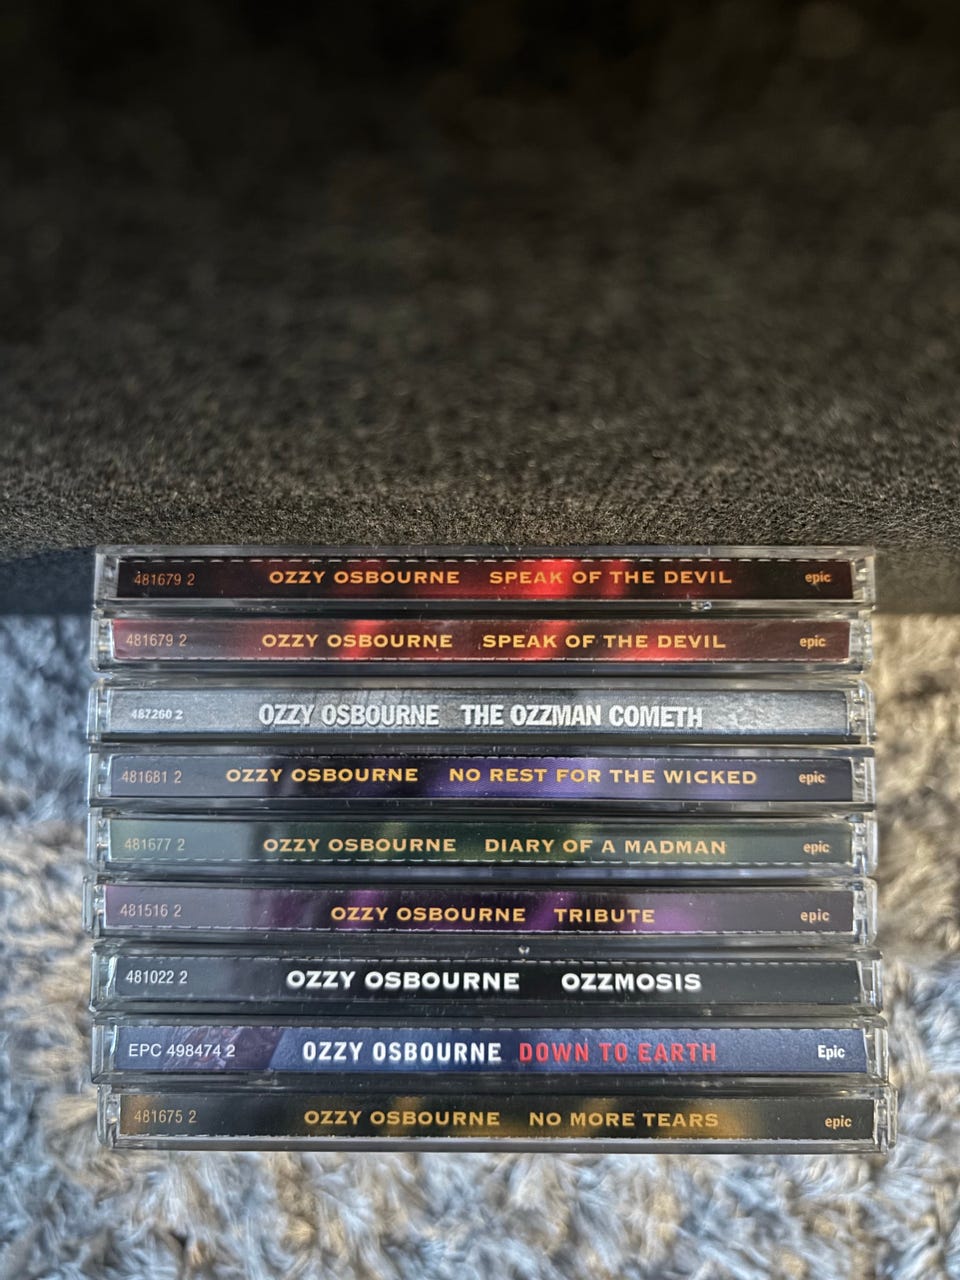 481679 2 OZZY OSBOURNE SPEAK OF THE DEVIL epic
481679 2 OZZY OSBOURNE SPEAK OF THE DEVIL epic
487260 2 OZZY OSBOURNE THE OZZMAN COMETH
481681 2 OZZY OSBOURNE NO REST FOR THE WICKED epic
481677 2 OZZY OSBOURNE DIARY OF A MADMAN epic
481516 2 OZZY OSBOURNE TRIBUTE epic
481022 2 OZZY OSBOURNE OZZMOSIS
EPC 498474 2 OZZY OSBOURNE DOWN TO EARTH Epic
481675 2 OZZY OSBOURNE NO MORE TEARS epic